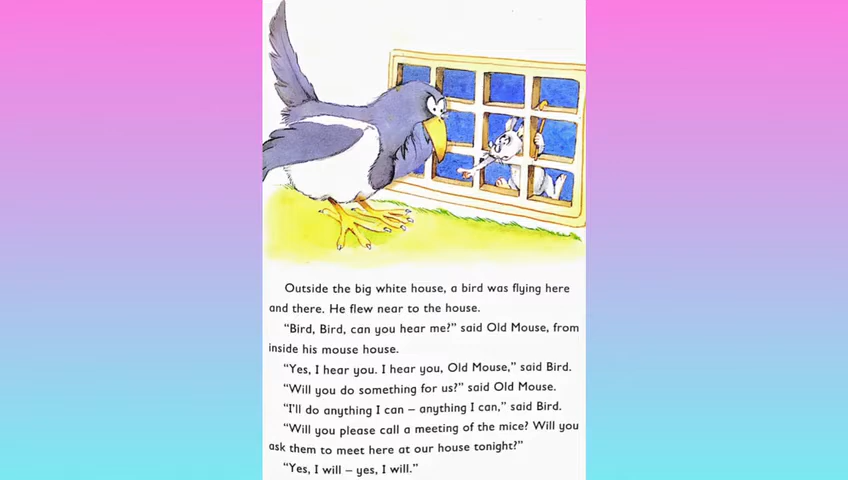 Outside the big white house, a bird was flying here
and there. He flew near to the house.
“Bird, Bird, can you hear me?” said Old Mouse, from
inside his mouse house.
“Yes, I hear you. I hear you, Old Mouse,” said Bird.
“Will you do something for us?” said Old Mouse.
“I’ll do anything I can – anything I can,” said Bird.
“Will you please call a meeting of the mice? Will you
ask them to meet here at our house tonight?”
“Yes, I will – yes, I will.”